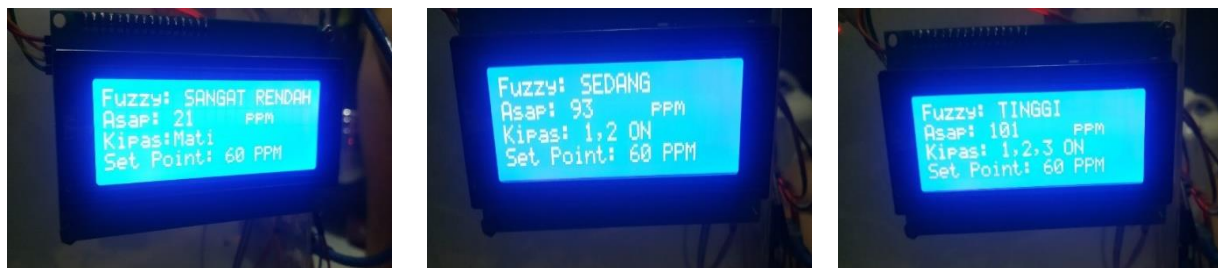 Fuzzy: SANGAT RENDAH
Asap: 21 PPM
Kipas:Mati
Set Point: 60 PPM
Fuzzy: SEDANG
Asap: 93 PPM
Kipas: 1,2 ON
Set Point: 60 PPM
Fuzzy: TINGGI
Asap: 101 PPM
Kipas: 1,2,3 ON
Set Point: 60 PPM